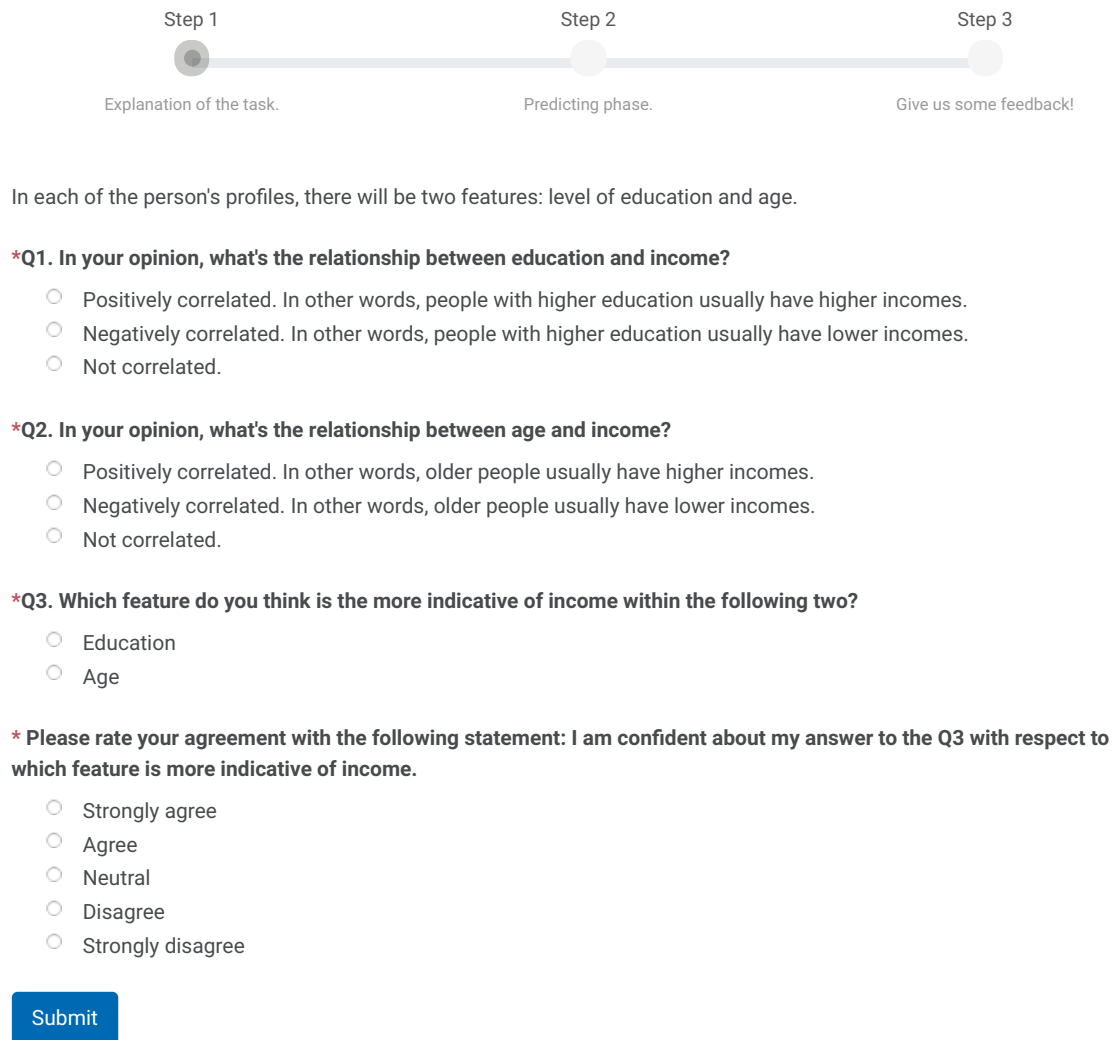 Step 1
Step 2
Step 3
Explanation of the task.
Predicting phase.
Give us some feedback!
In each of the person's profiles, there will be two features: level of education and age.
*Q1. In your opinion, what's the relationship between education and income?
Positively correlated. In other words, people with higher education usually have higher incomes.
Negatively correlated. In other words, people with higher education usually have lower incomes.
Not correlated.
*Q2. In your opinion, what's the relationship between age and income?
Positively correlated. In other words, older people usually have higher incomes.
Negatively correlated. In other words, older people usually have lower incomes.
Not correlated.
*Q3. Which feature do you think is the more indicative of income within the following two?
Education
Age
* Please rate your agreement with the following statement: I am confident about my answer to the Q3 with respect to
which feature is more indicative of income.
Strongly agree
Agree
Neutral
Disagree
Strongly disagree
Submit